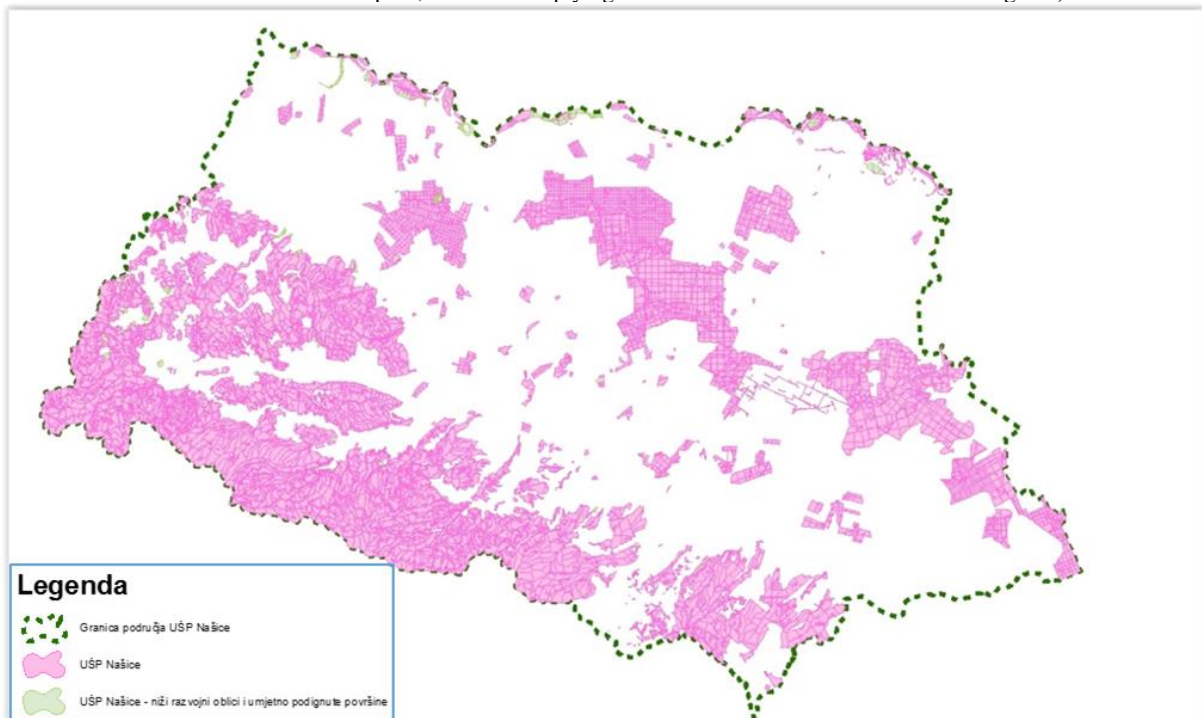 Legenda
Granica područja UŠP Našice
UŠP Našice
UŠP Našice - niži razvojni oblici i umjetno podignute površine